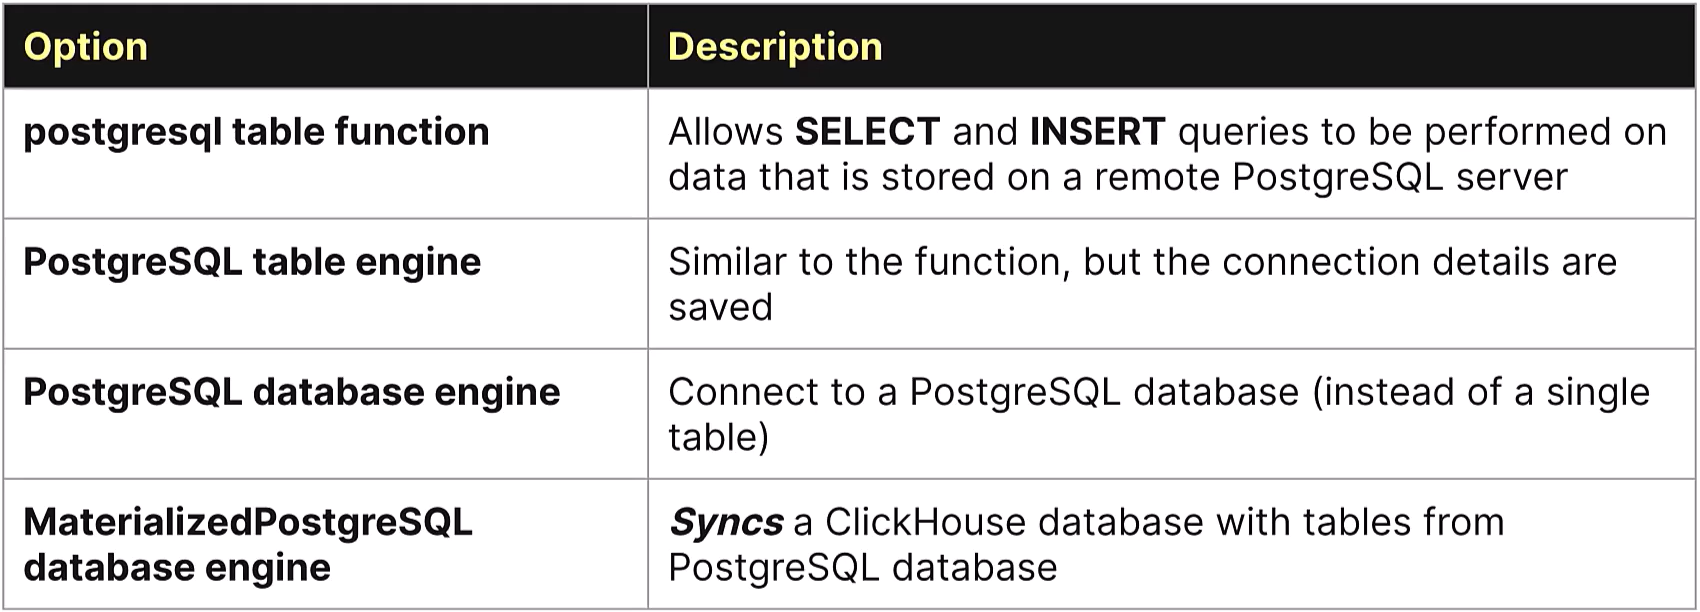 Option
Description
postgresql table function
Allows SELECT and INSERT queries to be performed on
data that is stored on a remote PostgreSQL server
PostgreSQL table engine
Similar to the function, but the connection details are
saved
PostgreSQL database engine
Connect to a PostgreSQL database (instead of a single
table)
MaterializedPostgreSQL
database engine
Syncs a ClickHouse database with tables from
PostgreSQL database